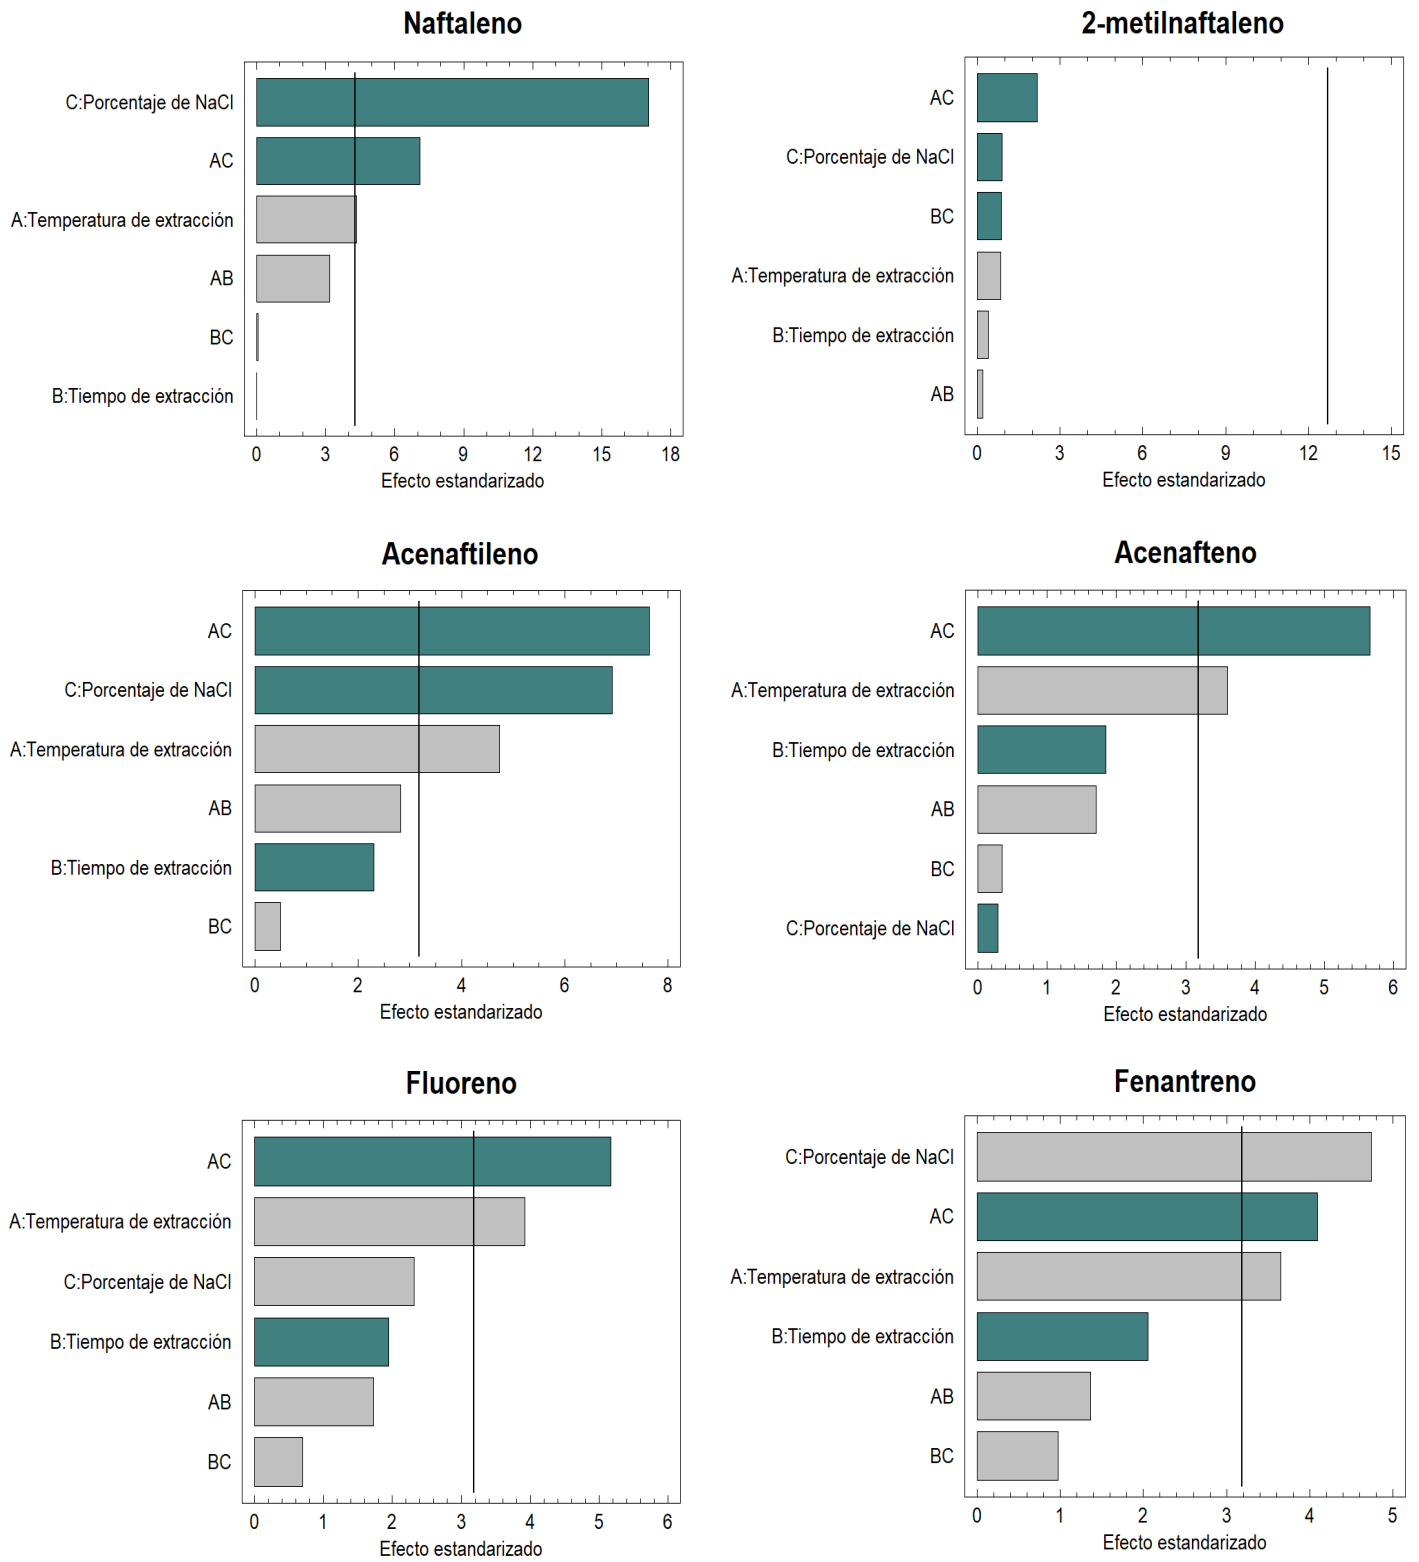 Naftaleno
C:Porcentaje de NaCl
AC
A:Temperatura de extracción
AB
BC
B:Tiempo de extracción
0 3 6 9 12 15 18
Efecto estandarizado
2-metilnaftaleno
AC
C:Porcentaje de NaCl
BC
A:Temperatura de extracción
B:Tiempo de extracción
AB
0 3 6 9 12 15
Efecto estandarizado
Acenaftileno
AC
C:Porcentaje de NaCl
A:Temperatura de extracción
AB
B:Tiempo de extracción
BC
0 2 4 6 8
Efecto estandarizado
Acenafteno
AC
A:Temperatura de extracción
B:Tiempo de extracción
AB
BC
C:Porcentaje de NaCl
0 1 2 3 4 5 6
Efecto estandarizado
Fluoreno
AC
A:Temperatura de extracción
C:Porcentaje de NaCl
B:Tiempo de extracción
AB
BC
0 1 2 3 4 5 6
Efecto estandarizado
Fenantreno
C:Porcentaje de NaCl
AC
A:Temperatura de extracción
B:Tiempo de extracción
AB
BC
0 1 2 3 4 5
Efecto estandarizado